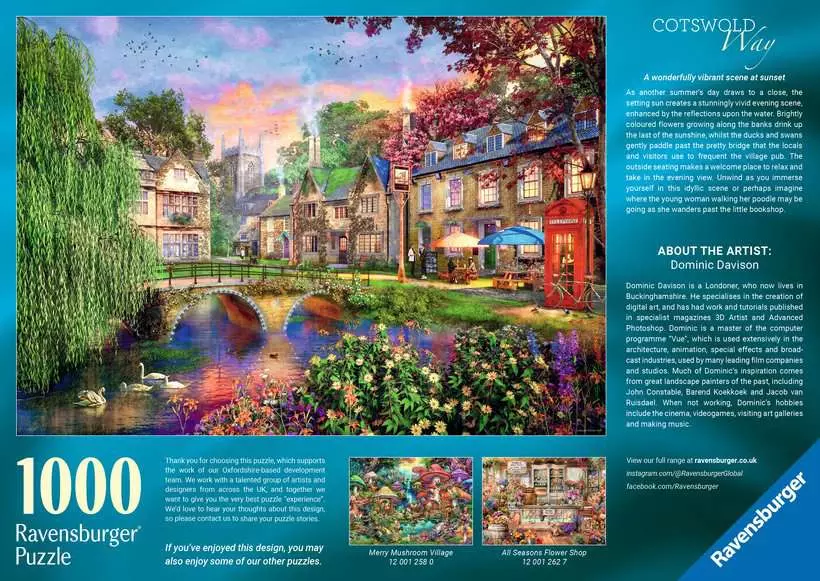 COTSWOLD
Way
A wonderfully vibrant scene at sunset
As another summer's day draws to a close, the
setting sun creates a stunningly vivid evening scene,
enhanced by the reflections upon the water. Brightly
coloured flowers growing along the banks drink up
the last of the sunshine, whilst the ducks and swans
gently paddle past the pretty bridge that the locals
and visitors use to frequent the village pub. The
outside seating makes a welcome place to relax and
take in the evening view. Unwind as you immerse
yourself in this idyllic scene or perhaps imagine
where the young woman walking her poodle may be
going as she wanders past the little bookshop.
ABOUT THE ARTIST:
Dominic Davison
Dominic Davison is a Londoner, who now lives in
Buckinghamshire. He specialises in the creation of
digital art, and has had work and tutorials published
in specialist magazines 3D Artist and Advanced
Photoshop. Dominic is a master of the computer
programme "Vue", which is used extensively in the
architecture, animation, special effects and broad-
cast industries, used by many leading film companies
and studios. Much of Dominic's inspiration comes
from great landscape painters of the past, including
John Constable, Barend Koekkoek and Jacob van
Ruisdael. When not working, Dominic's hobbies
include the cinema, videogames, visiting art galleries
and making music.
View our full range at ravensburger.co.uk
instagram.com/@RavensburgerGlobal
facebook.com/Ravensburger
Ravensburger
1000
Ravensburger®
Puzzle
Thank you for choosing this puzzle, which supports
the work of our Oxfordshire-based development
team. We work with a talented group of artists and
designers from across the UK, and together we
want to give you the very best puzzle "experience".
We'd love to hear your thoughts about this design,
so please contact us to share your puzzle stories.
If you've enjoyed this design, you may
also enjoy some of our other puzzles.
Merry Mushroom Village
12 001 258 0
All Seasons Flower Shop
12 001 262 7
TELEPHONE